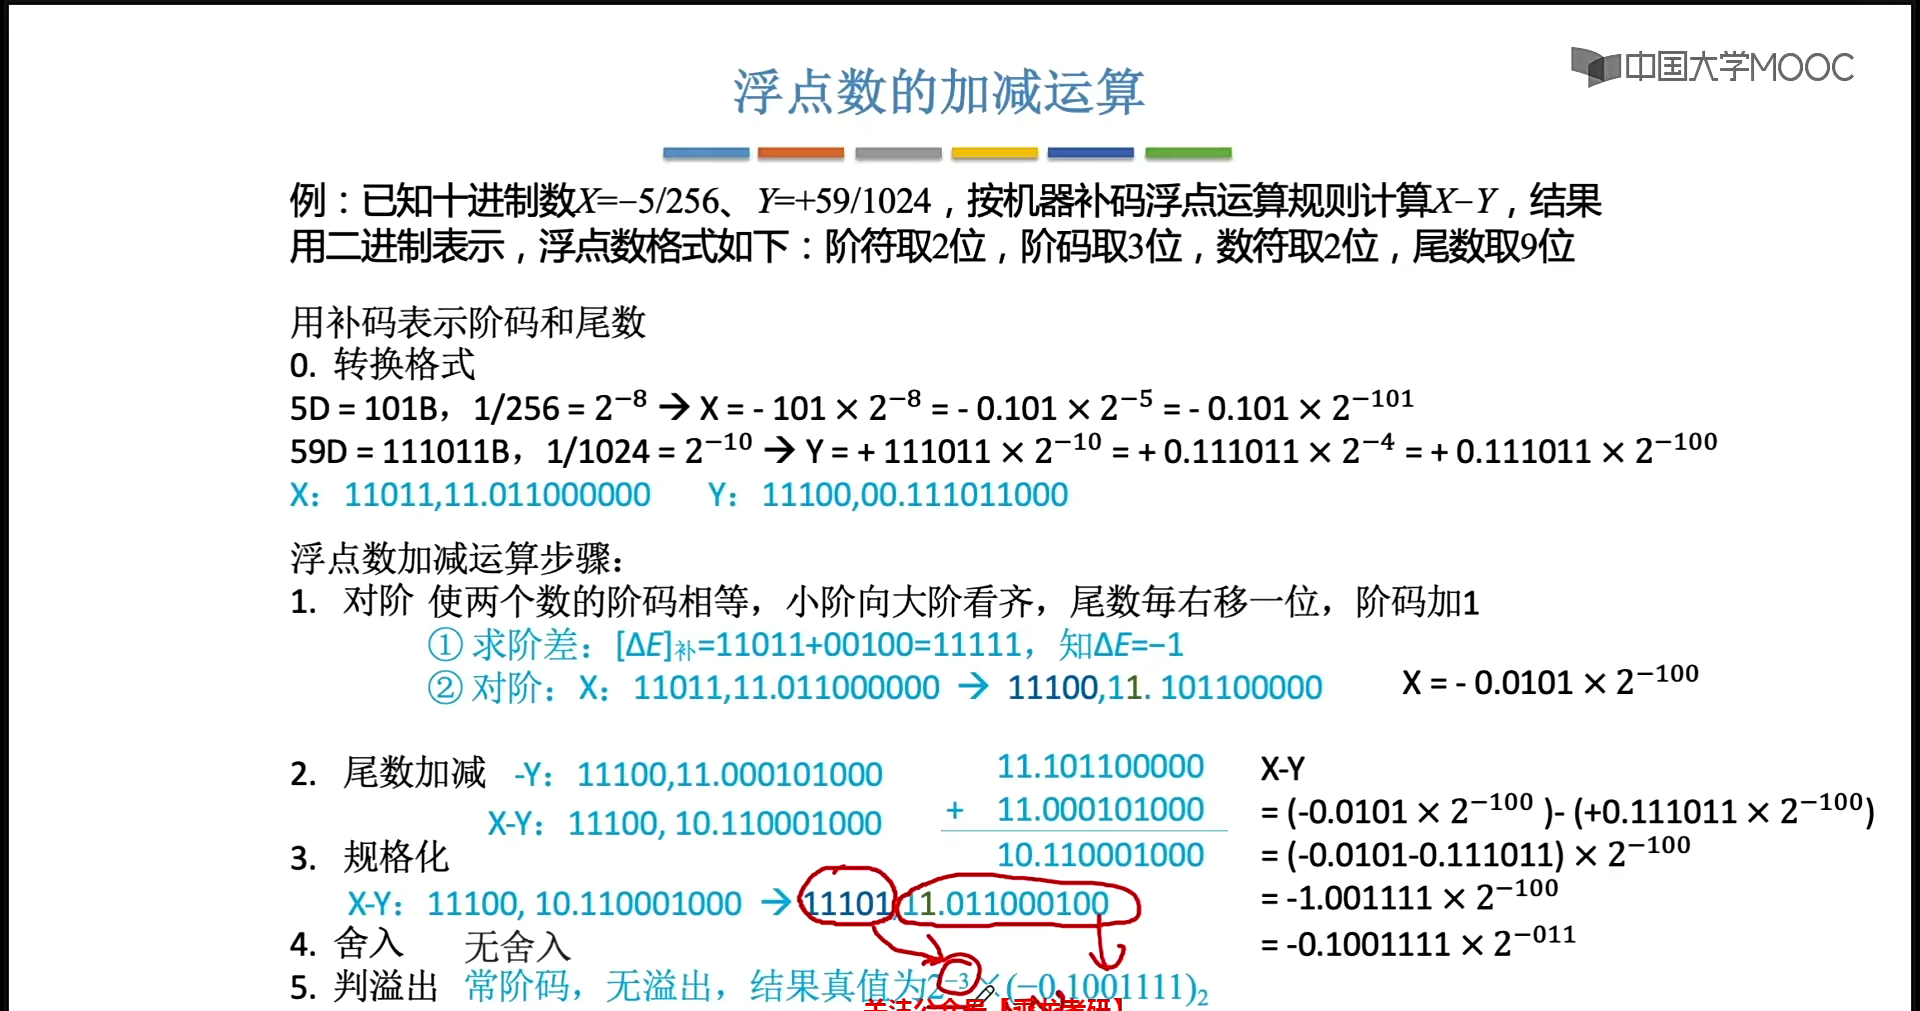 中国大学MOOC
浮点数的加减运算
例：已知十进制数X=−5/256、Y=+59/1024，按机器补码浮点运算规则计算X−Y，结果
用二进制表示，浮点数格式如下：阶符取2位，阶码取3位，数符取2位，尾数取9位
用补码表示阶码和尾数
0. 转换格式
5D = 101B，1/256 = 2⁻⁸ → X = - 101 × 2⁻⁸ = - 0.101 × 2⁻⁵ = - 0.101 × 2⁻¹⁰¹
59D = 111011B，1/1024 = 2⁻¹⁰ → Y = + 111011 × 2⁻¹⁰ = + 0.111011 × 2⁻⁴ = + 0.111011 × 2⁻¹⁰⁰
X： 11011,11.011000000 Y： 11100,00.111011000
浮点数加减运算步骤：
1. 对阶 使两个数的阶码相等，小阶向大阶看齐，尾数每右移一位，阶码加1
① 求阶差：[ΔE]补=11011+00100=11111，知ΔE=−1
② 对阶：X： 11011,11.011000000 → 11100,11. 101100000 X = - 0.0101 × 2⁻¹⁰⁰
2. 尾数加减 -Y： 11100,11.000101000
X-Y： 11100, 10.110001000
11.101100000
+ 11.000101000
10.110001000
3. 规格化
X-Y： 11100, 10.110001000 → 11101,11.011000100
4. 舍入 无舍入
5. 判溢出 常阶码，无溢出，结果真值为2⁻³×(−0.1001111)₂
X-Y
= (-0.0101 × 2⁻¹⁰⁰ )- (+0.111011 × 2⁻¹⁰⁰)
= (-0.0101-0.111011) × 2⁻¹⁰⁰
= -1.001111 × 2⁻¹⁰⁰
= -0.1001111 × 2⁻⁰¹¹